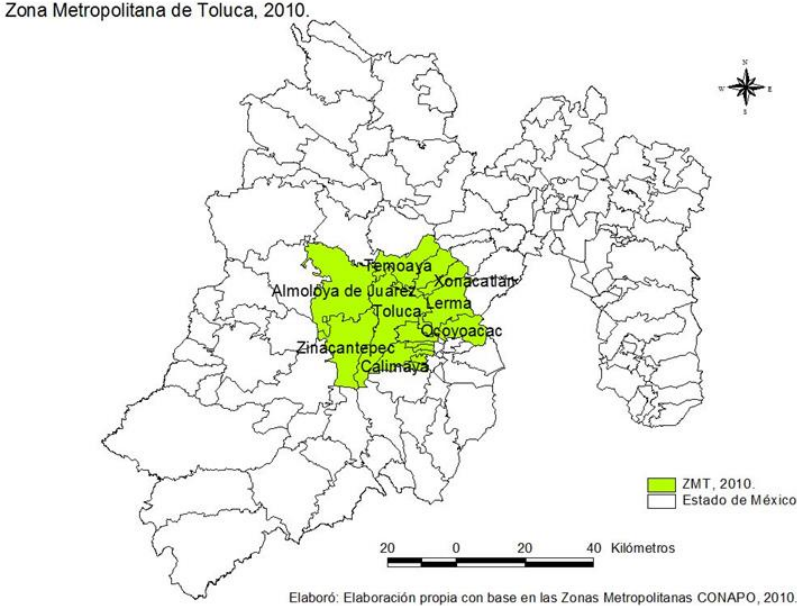 Zona Metropolitana de Toluca, 2010.
N
W E
S
Temoaya
Xonacatlan
Almoloya de Juárez
Lerma
Toluca
Ocoyoacac
Zinacantepec
Calimaya
ZMT, 2010.
Estado de México
20 0 20 40 Kilómetros
Elaboró: Elaboración propia con base en las Zonas Metropolitanas CONAPO, 2010.